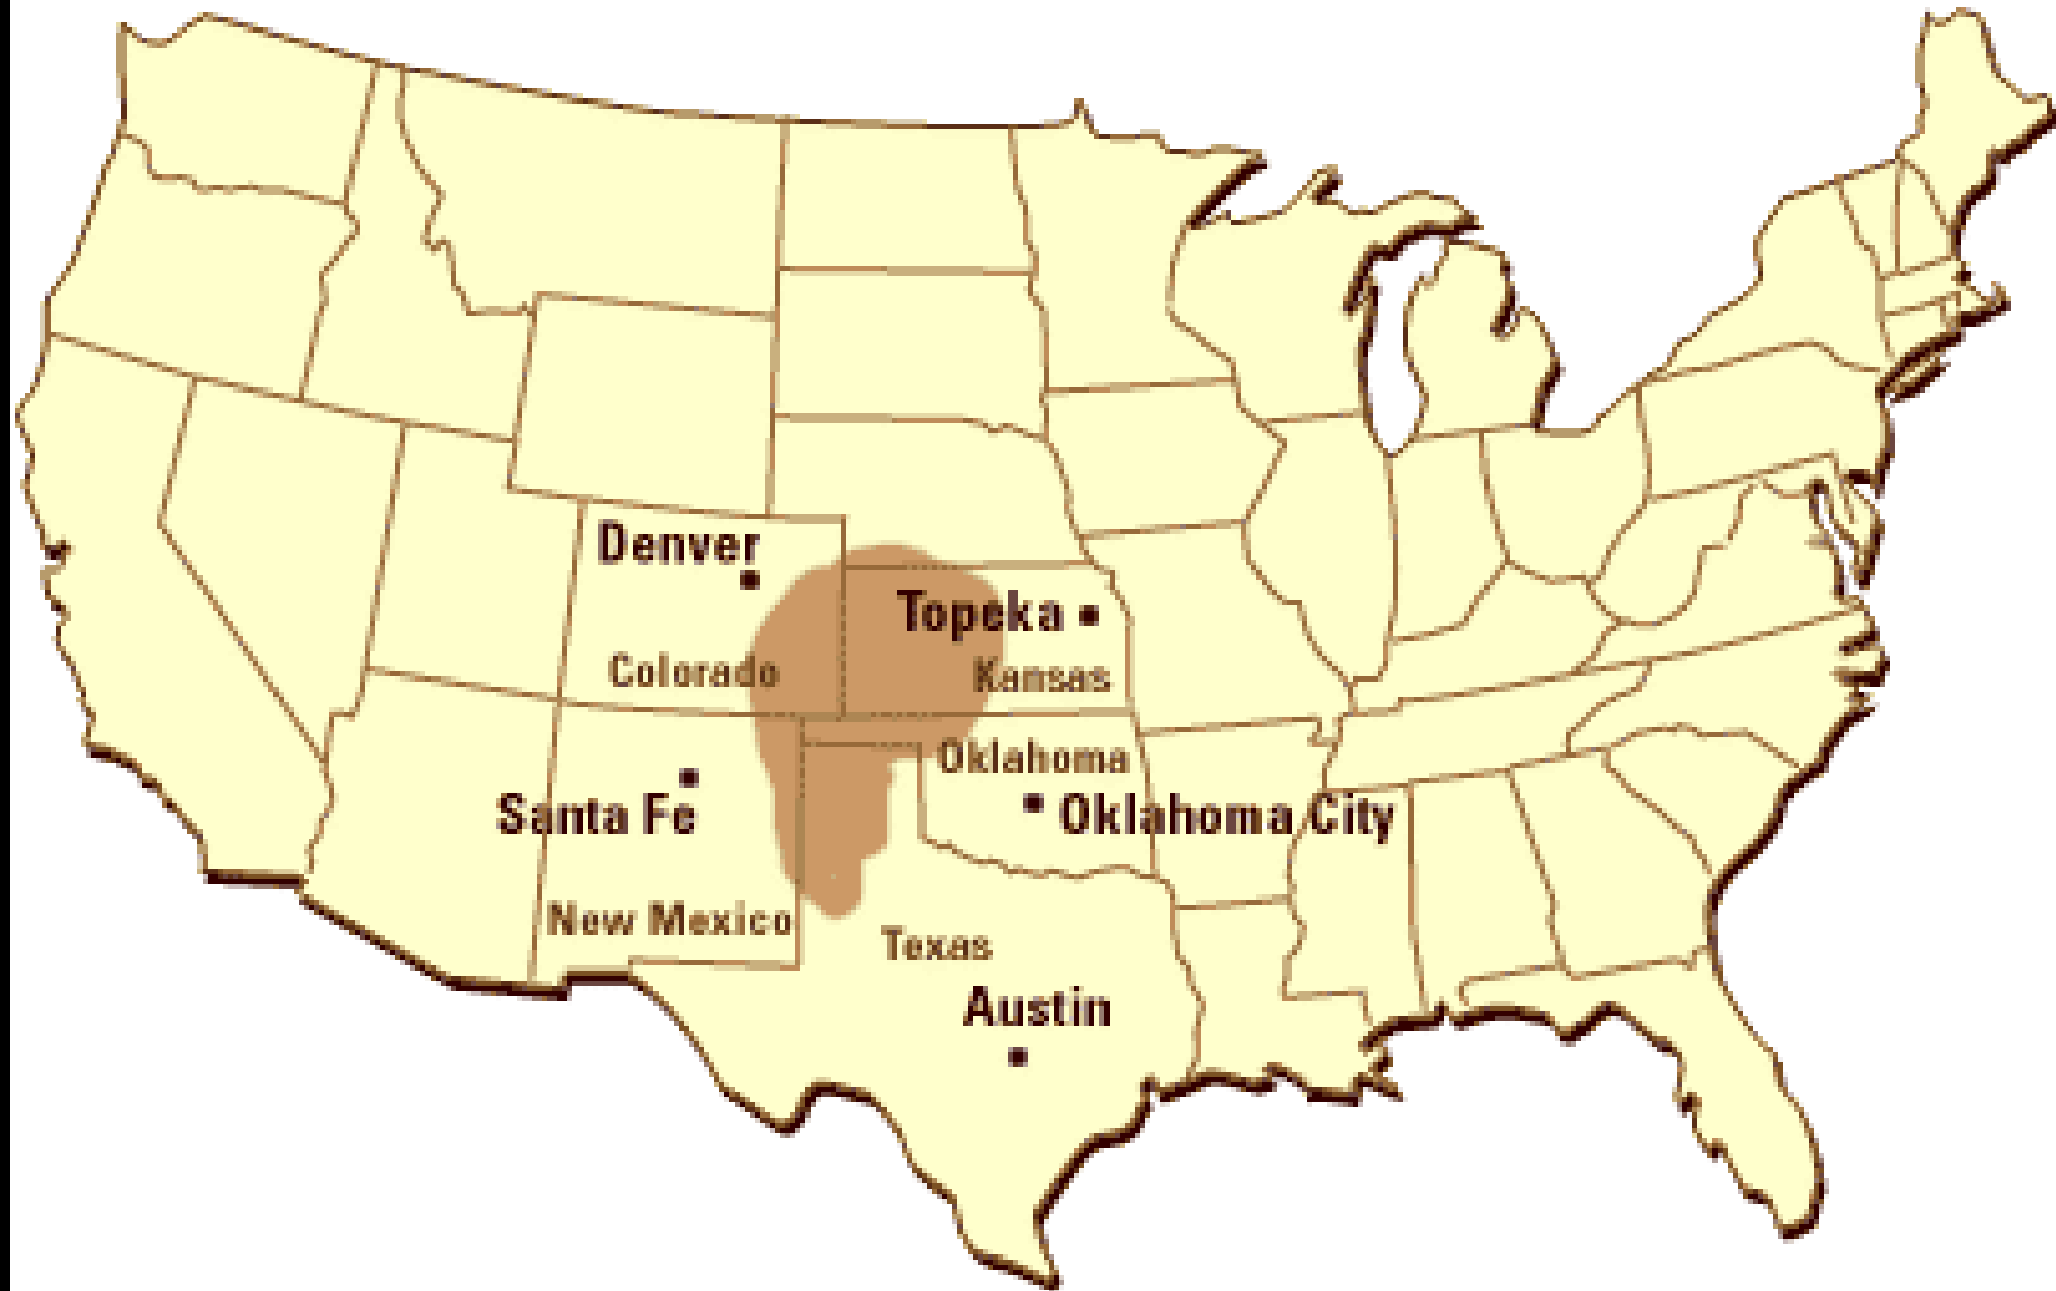 Denver
Topeka
Colorado
Kansas
Oklahoma
Santa Fe
Oklahoma City
New Mexico
Texas
Austin